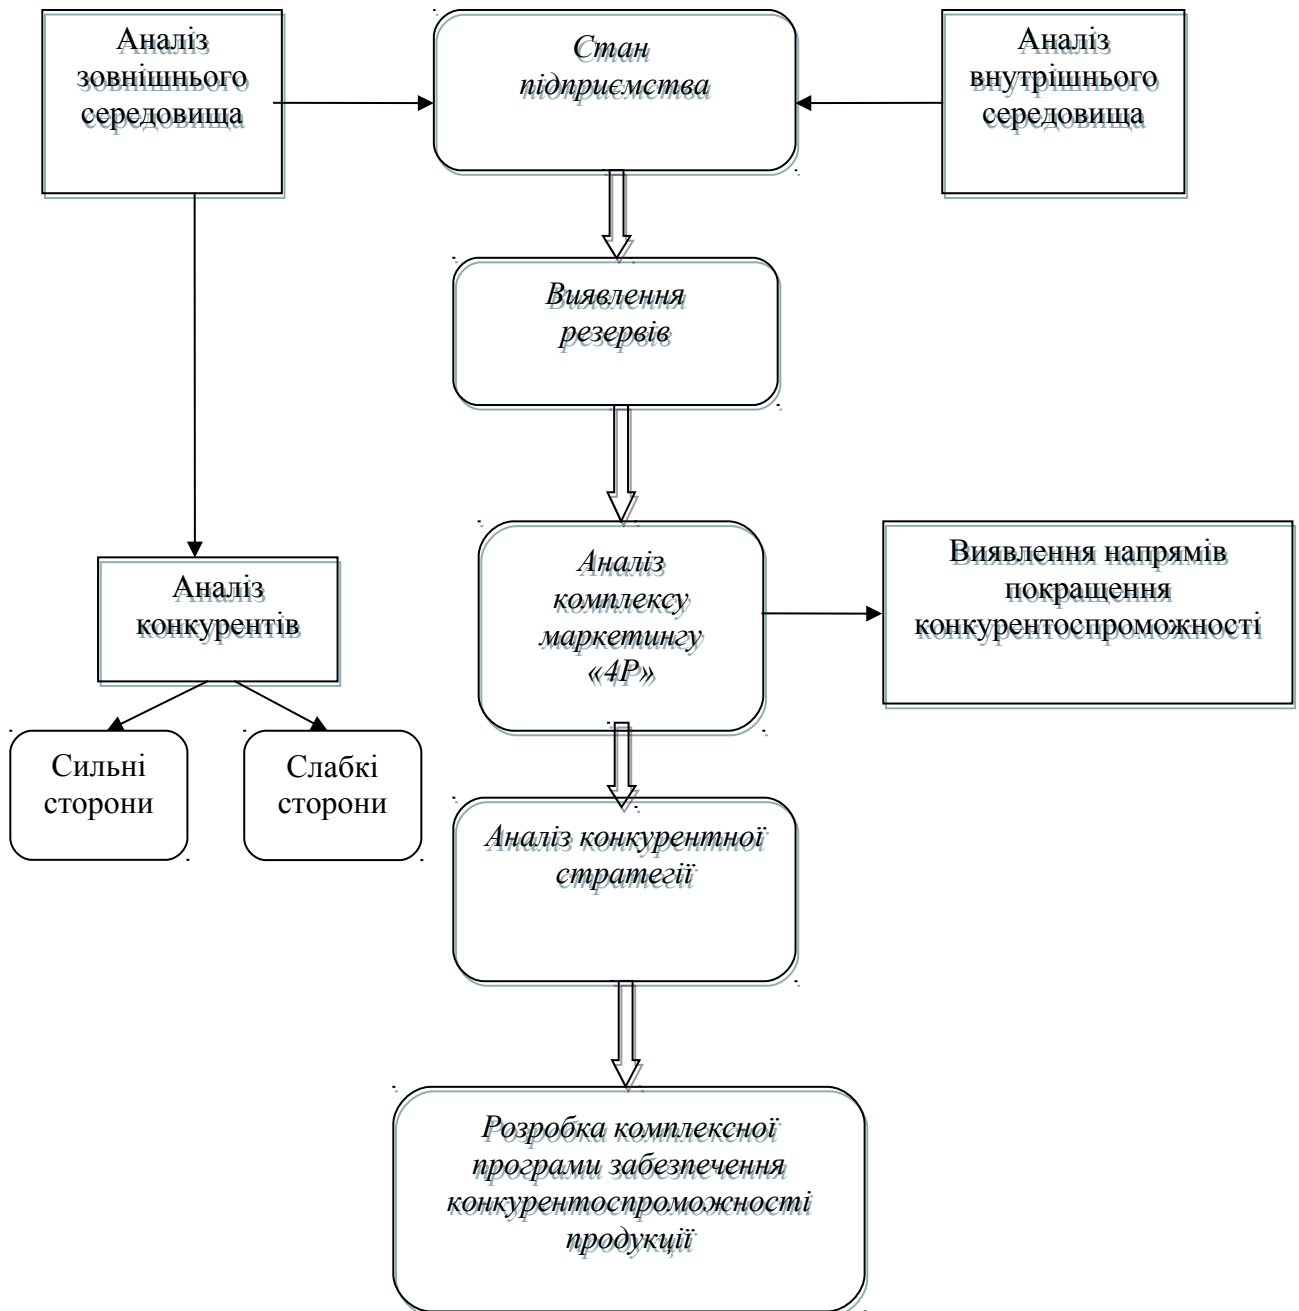 Аналіз
зовнішнього
середовища
Стан
підприємства
Аналіз
внутрішнього
середовища
Виявлення
резервів
Аналіз
комплексу
маркетингу
«4Р»
Виявлення напрямів
покращення
конкурентоспроможності
Аналіз
конкурентів
Сильні
сторони
Слабкі
сторони
Аналіз конкурентної
стратегії
Розробка комплексної
програми забезпечення
конкурентоспроможності
продукції